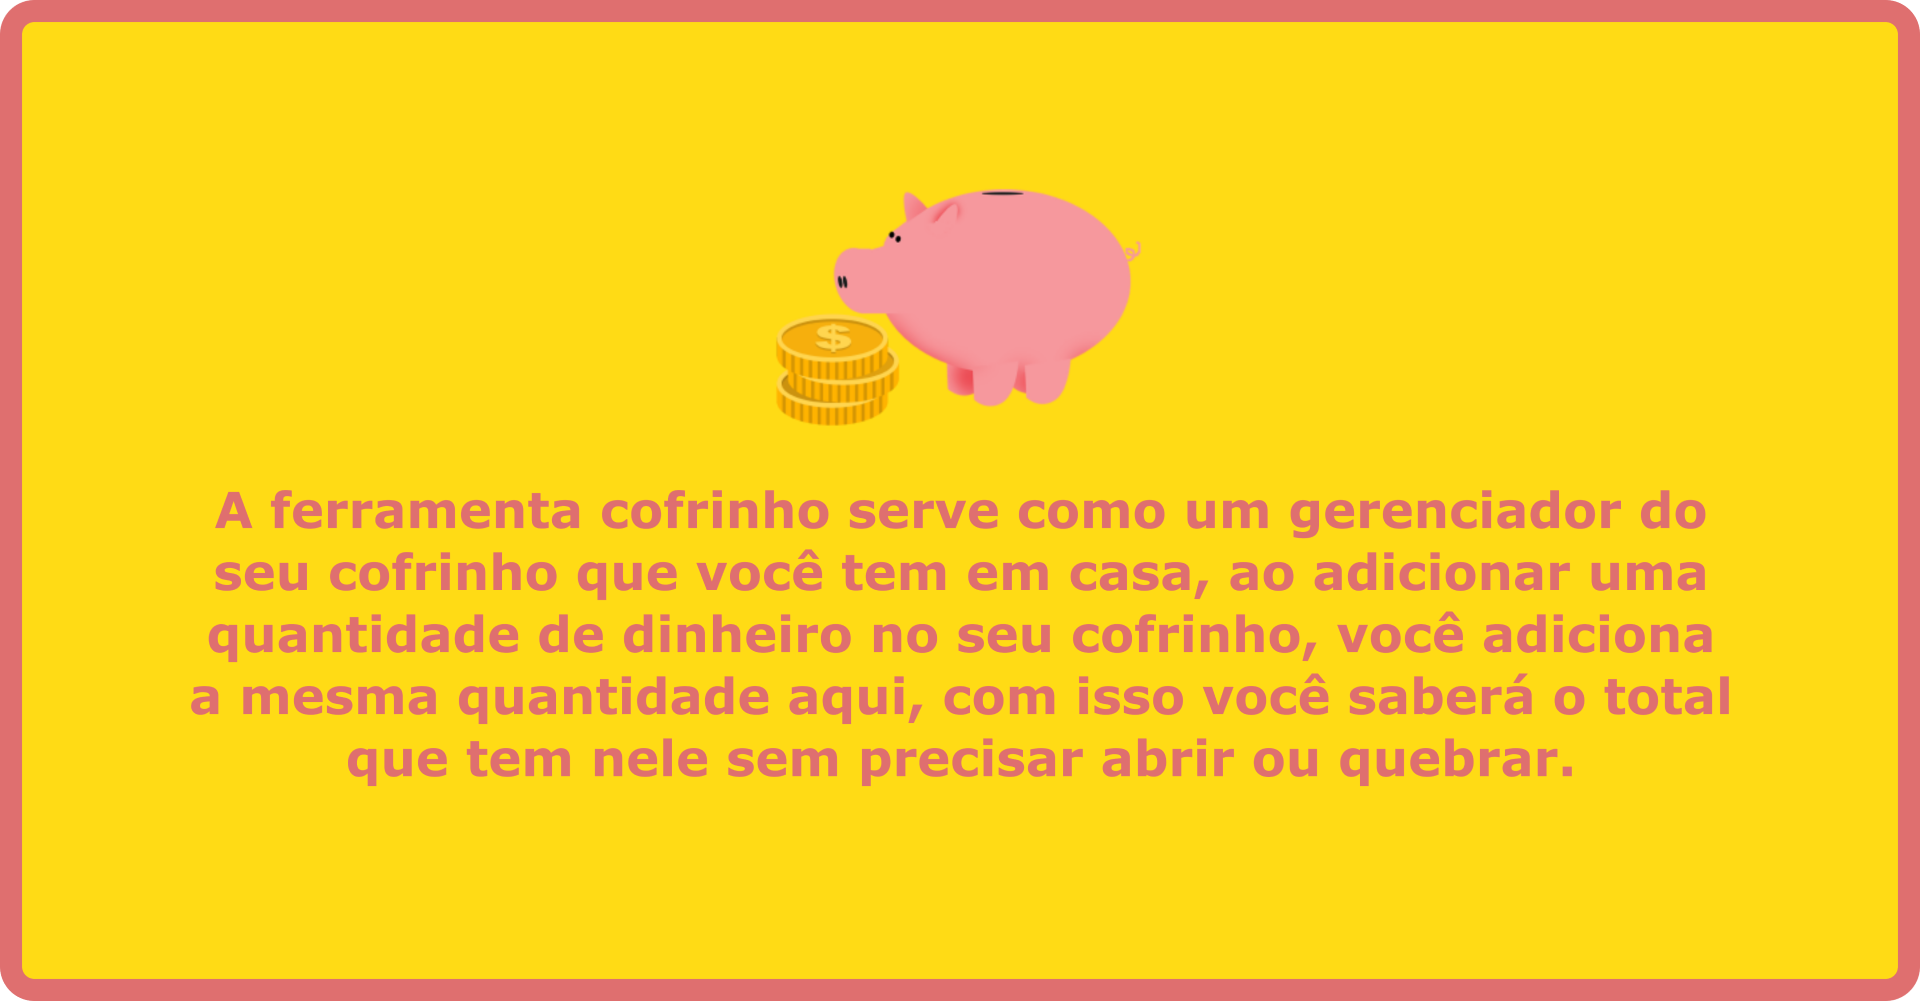 $
A ferramenta cofrinho serve como um gerenciador do
seu cofrinho que você tem em casa, ao adicionar uma
quantidade de dinheiro no seu cofrinho, você adiciona
a mesma quantidade aqui, com isso você saberá o total
que tem nele sem precisar abrir ou quebrar.